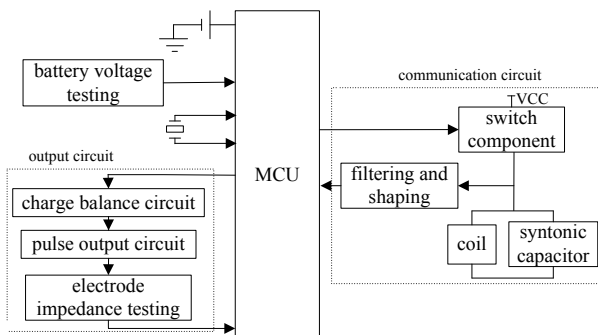 battery voltage
testing
communication circuit
VCC
switch
component
output circuit
MCU
filtering and
shaping
charge balance circuit
pulse output circuit
coil
syntonic
capacitor
electrode
impedance testing